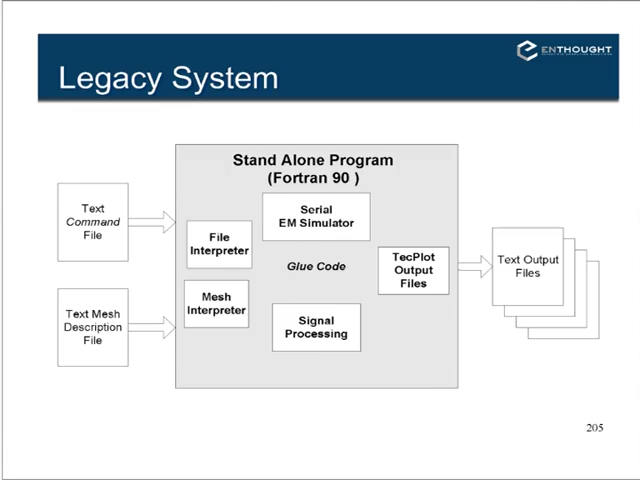 ENTHOUGHT
Legacy System
Stand Alone Program
(Fortran 90 )
Text
Command
File
Text Mesh
Description
File
File
Interpreter
Mesh
Interpreter
Serial
EM Simulator
Glue Code
Signal
Processing
TecPlot
Output
Files
Text Output
Files
205